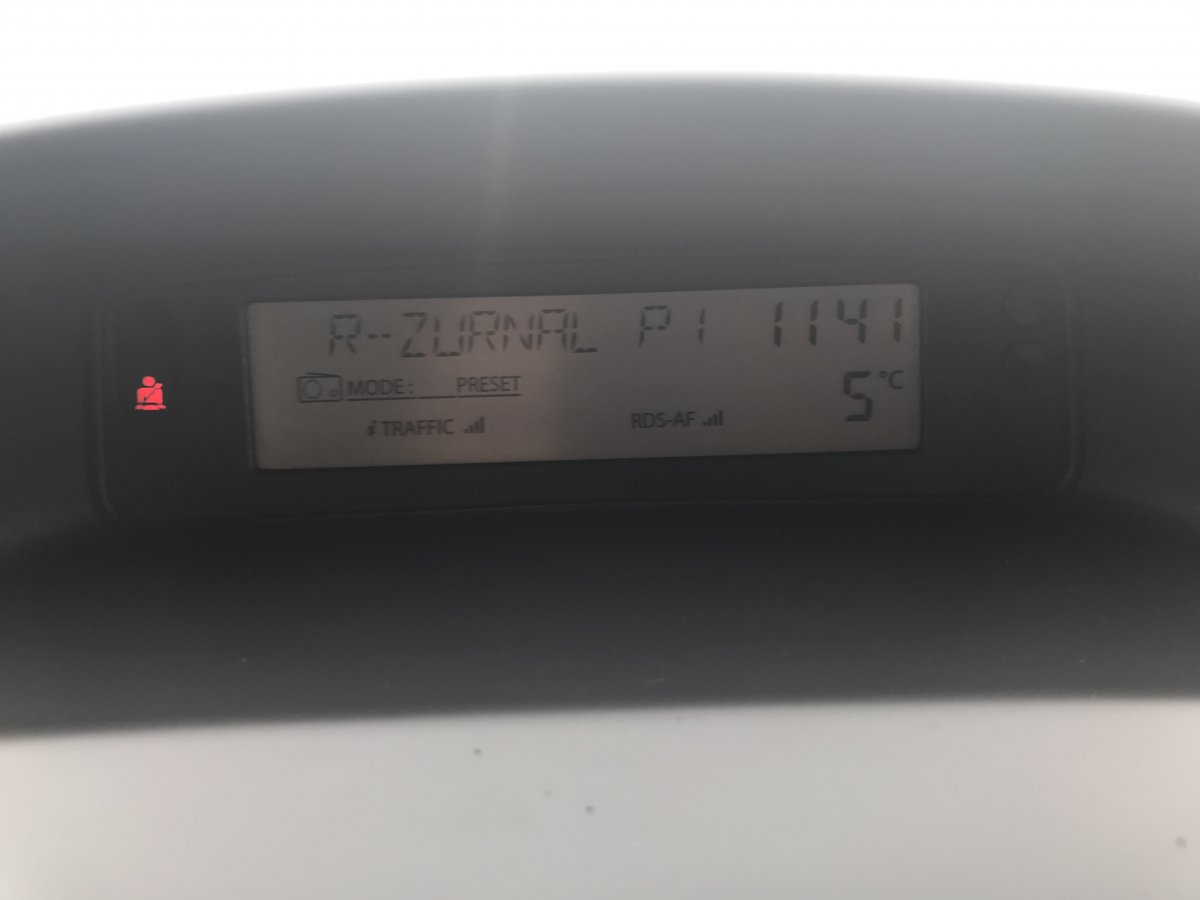 R-ZURNAL P1 1141
MODE: PRESET
5°C
i TRAFFIC RDS-AF